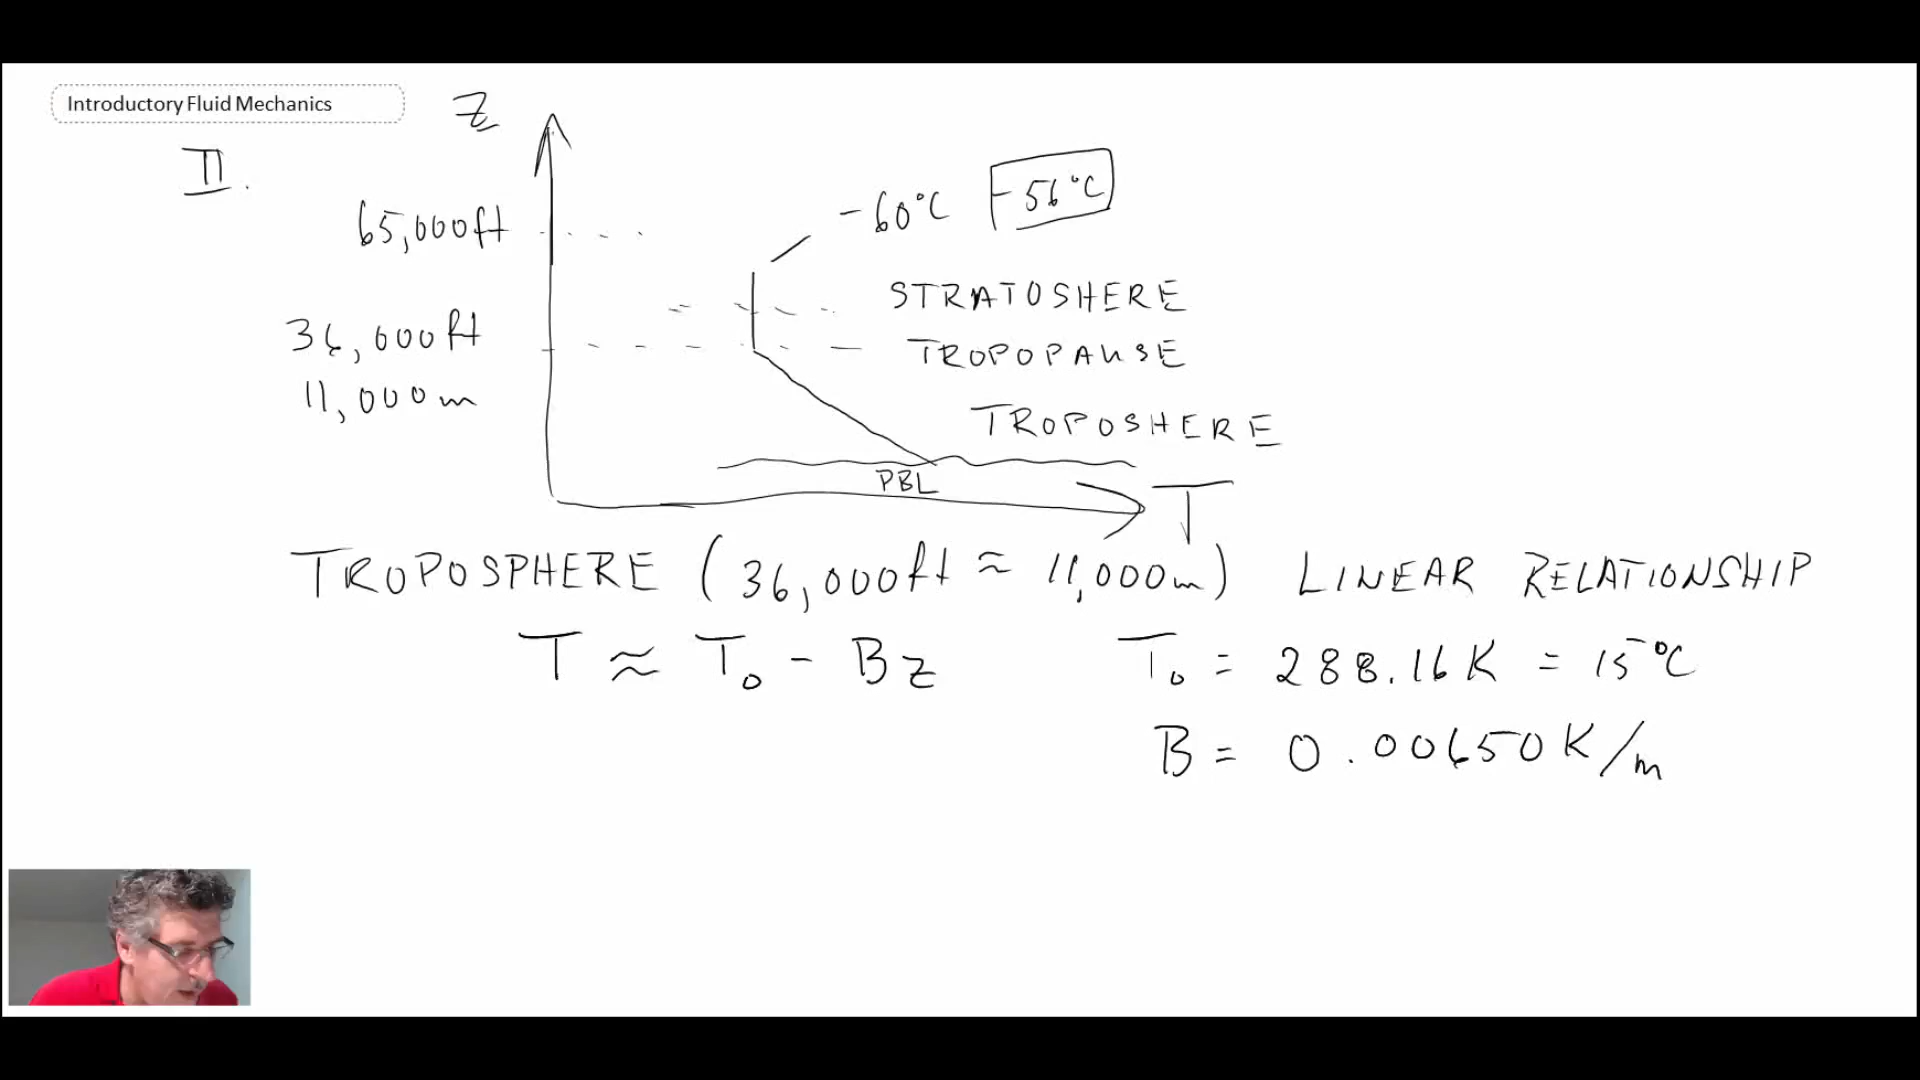 Introductory Fluid Mechanics
Z
II.
65,000ft
-60°C -56°C
STRATOSHERE
36,000ft
TROPOPAUSE
11,000m
TROPOSHERE
PBL
T
TROPOSPHERE (36,000ft ≈ 11,000m) LINEAR RELATIONSHIP
T ≈ T₀ - Bz T₀ = 288.16K = 15°C
B = 0.00650K/m